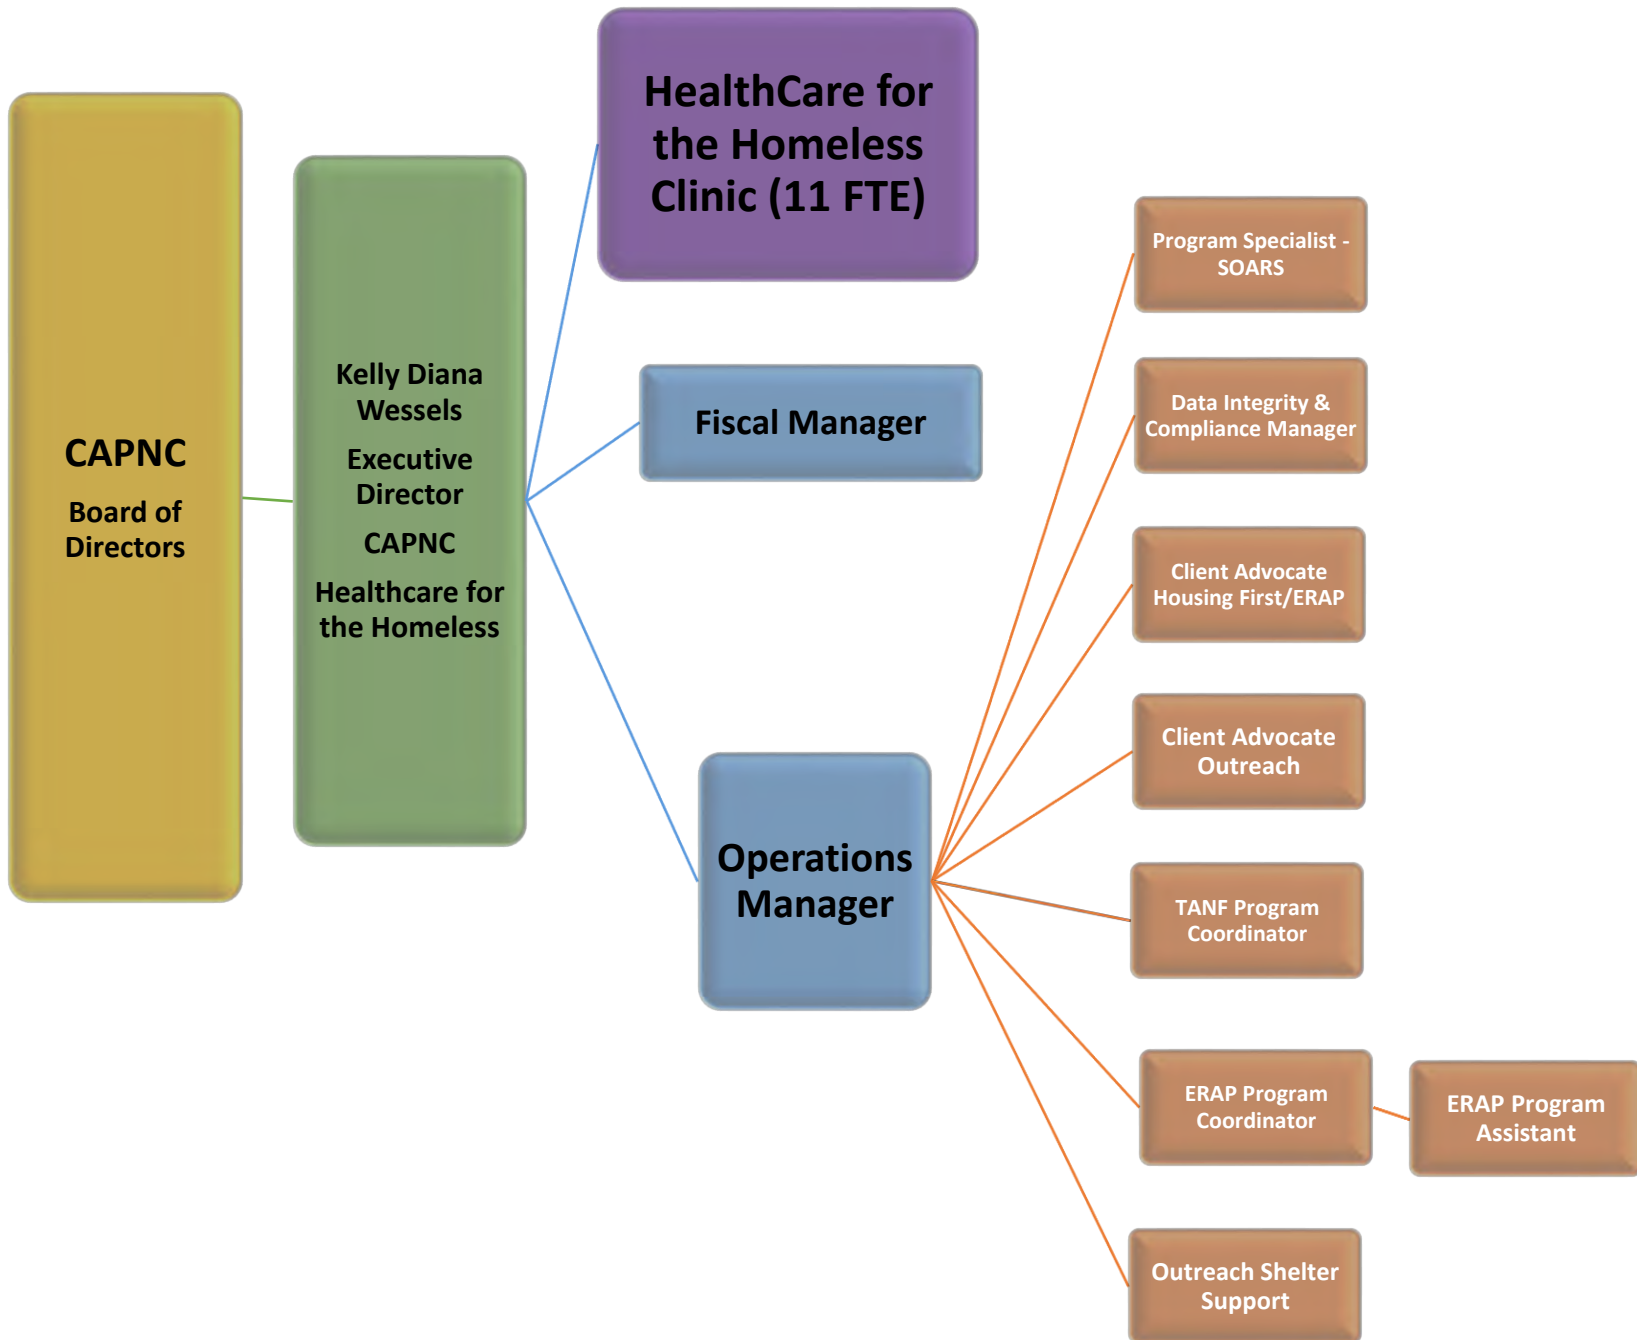 CAPNC
Board of
Directors
Kelly Diana
Wessels
Executive
Director
CAPNC
Healthcare for
the Homeless
HealthCare for
the Homeless
Clinic (11 FTE)
Fiscal Manager
Operations
Manager
Program Specialist -
SOARS
Data Integrity &
Compliance Manager
Client Advocate
Housing First/ERAP
Client Advocate
Outreach
TANF Program
Coordinator
ERAP Program
Coordinator
ERAP Program
Assistant
Outreach Shelter
Support